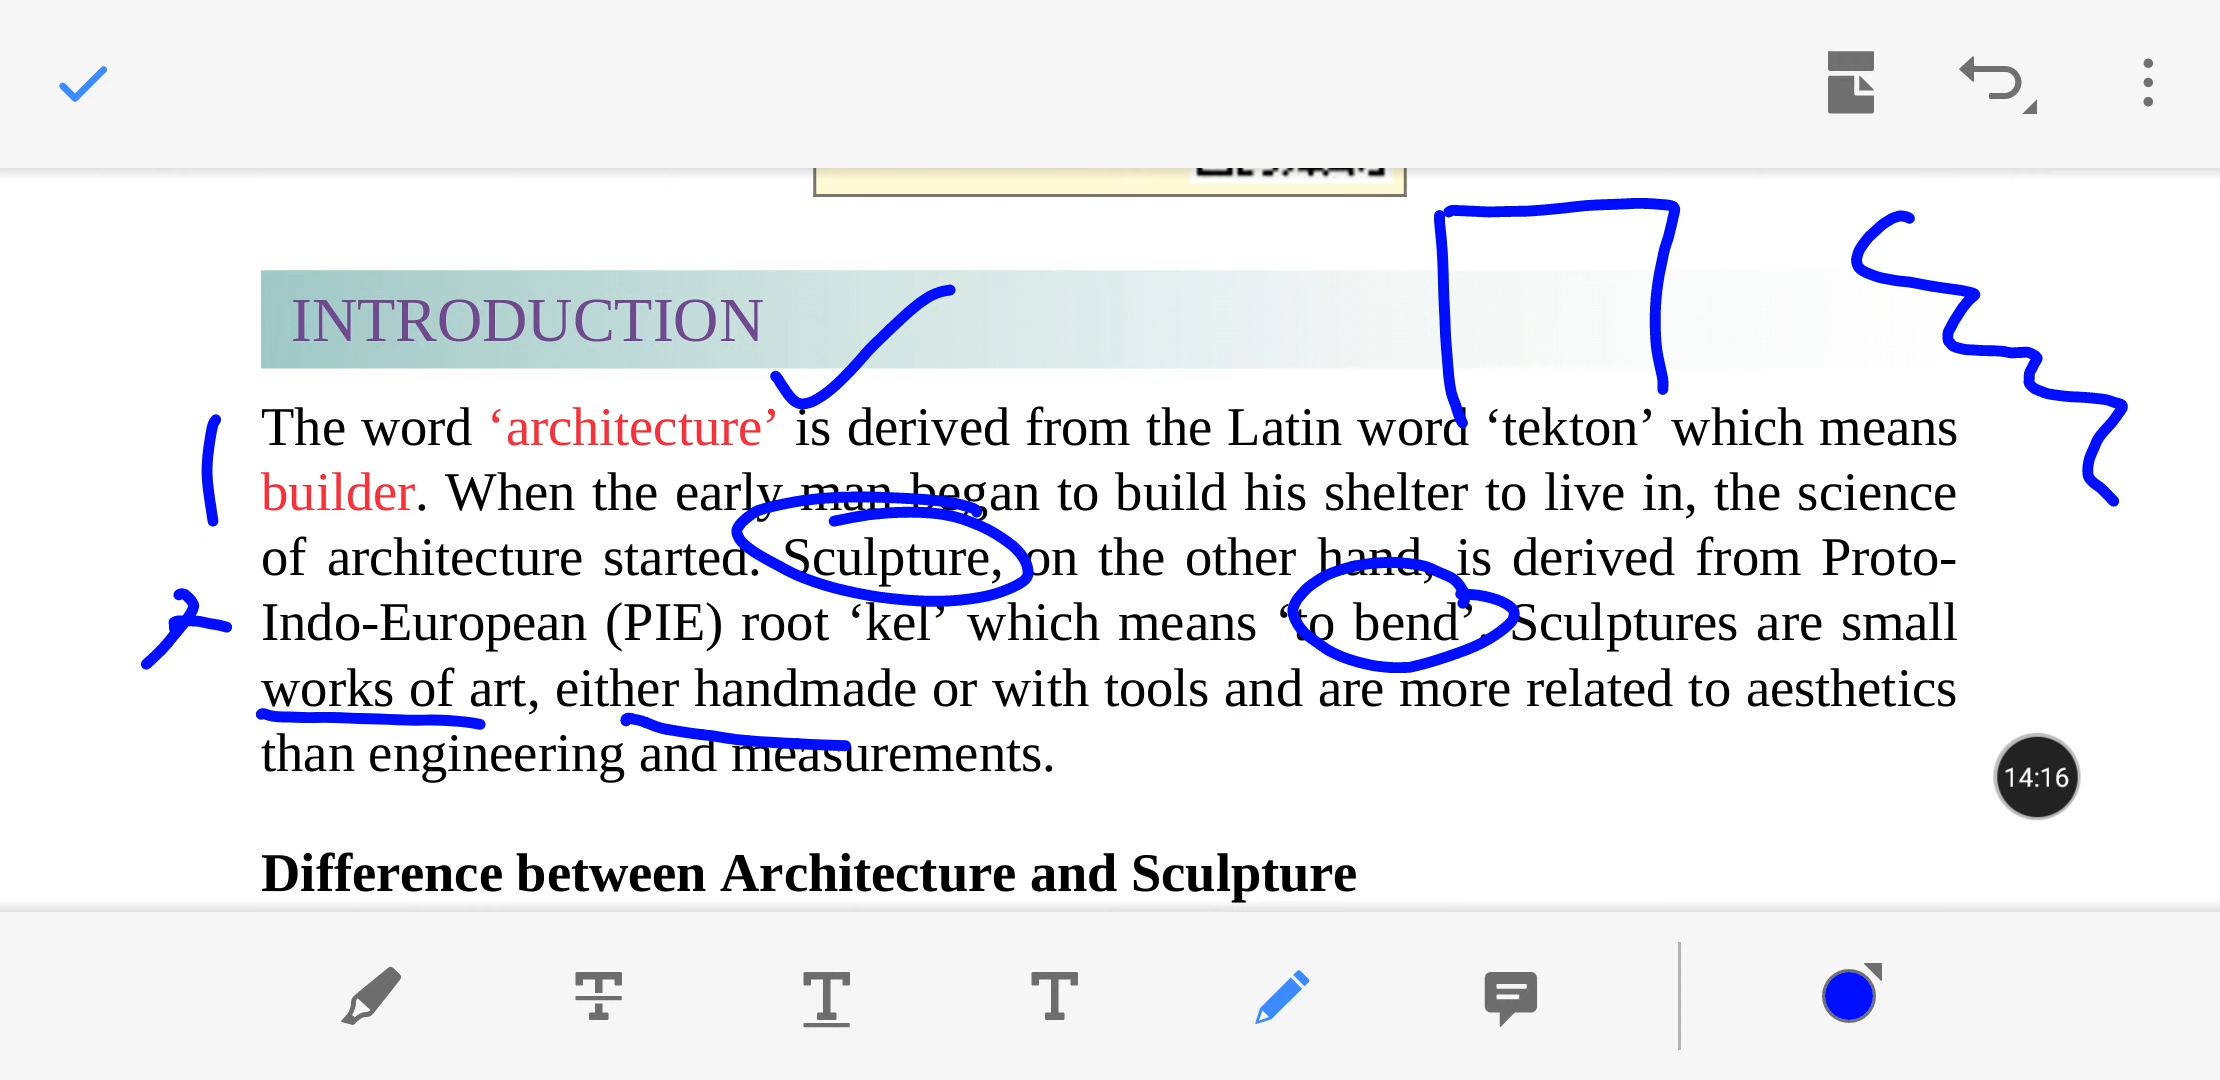 INTRODUCTION
The word ‘architecture’ is derived from the Latin word ‘tekton’ which means
builder. When the early man began to build his shelter to live in, the science
of architecture started. Sculpture, on the other hand, is derived from Proto-
Indo-European (PIE) root ‘kel’ which means ‘to bend’. Sculptures are small
works of art, either handmade or with tools and are more related to aesthetics
than engineering and measurements.
14:16
Difference between Architecture and Sculpture